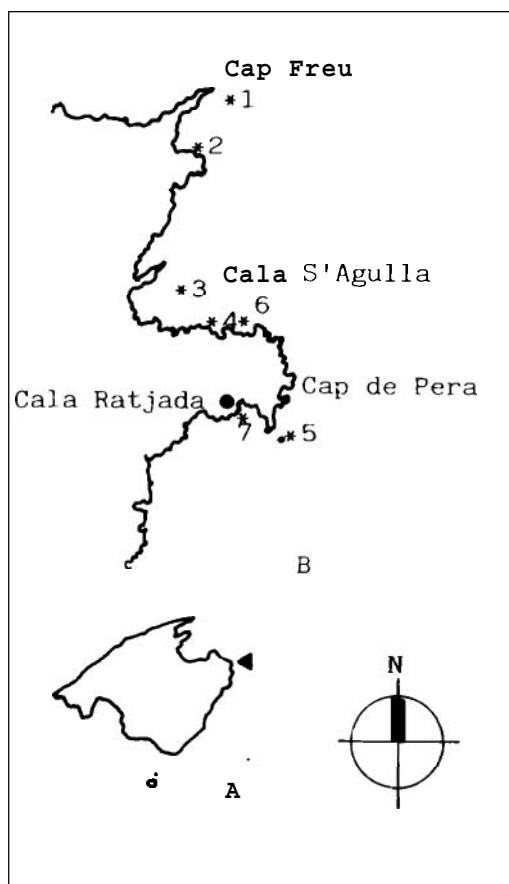 Cap Freu
*1
*2
*3 Cala S'Agulla
*4 * 6
Cala Ratjada Cap de Pera
7 *5
B
N
A